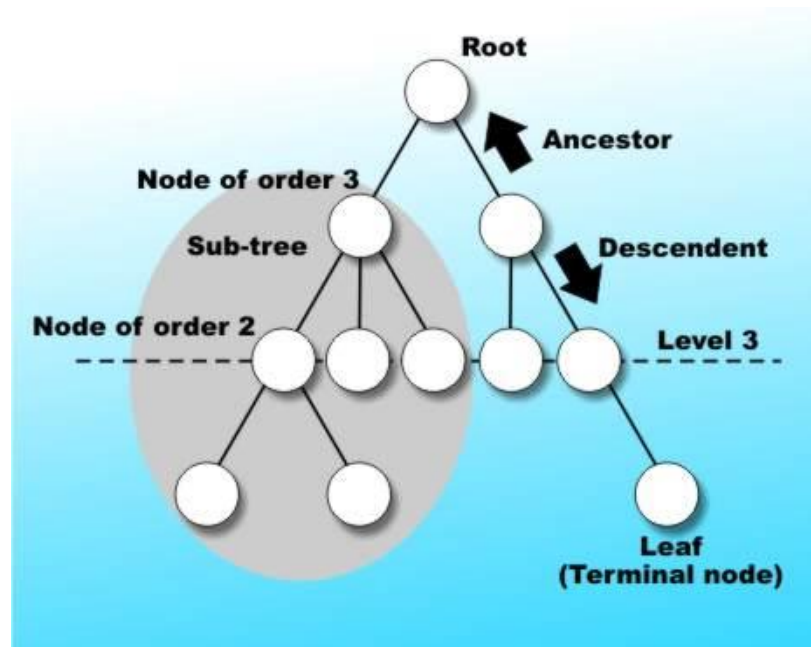 Root
Ancestor
Node of order 3
Sub-tree
Descendent
Node of order 2
Level 3
Leaf
(Terminal node)